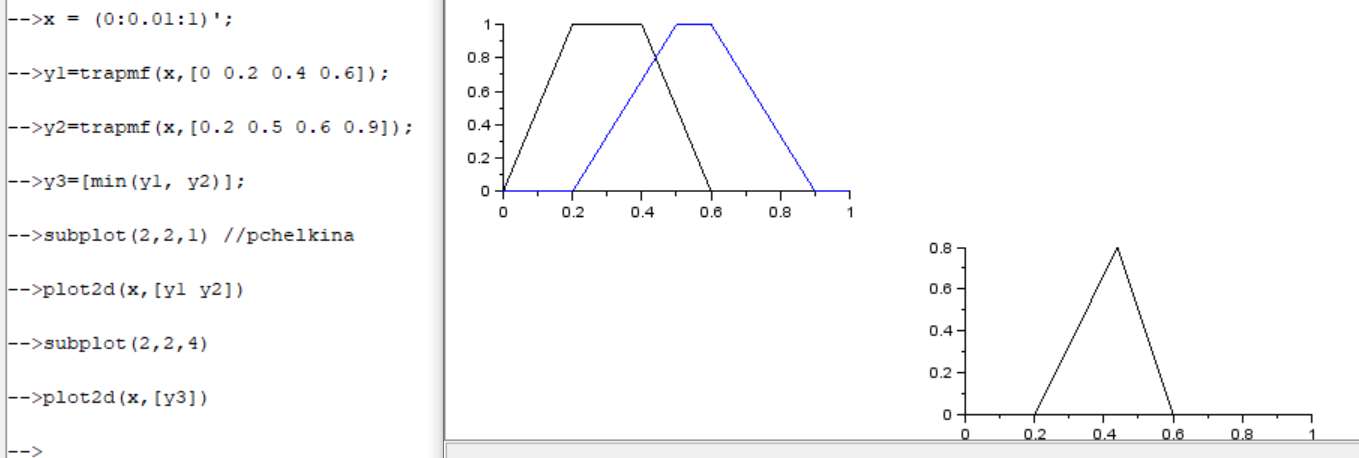 -->x = (0:0.01:1)';
-->y1=trapmf(x,[0 0.2 0.4 0.6]);
-->y2=trapmf(x,[0.2 0.5 0.6 0.9]);
-->y3=[min(y1, y2)];
-->subplot(2,2,1) //pchelkina
-->plot2d(x,[y1 y2])
-->subplot(2,2,4)
-->plot2d(x,[y3])
-->
1
0.8
0.6
0.4
0.2
0
0 0.2 0.4 0.6 0.8 1
0.8
0.6
0.4
0.2
0
0 0.2 0.4 0.6 0.8 1